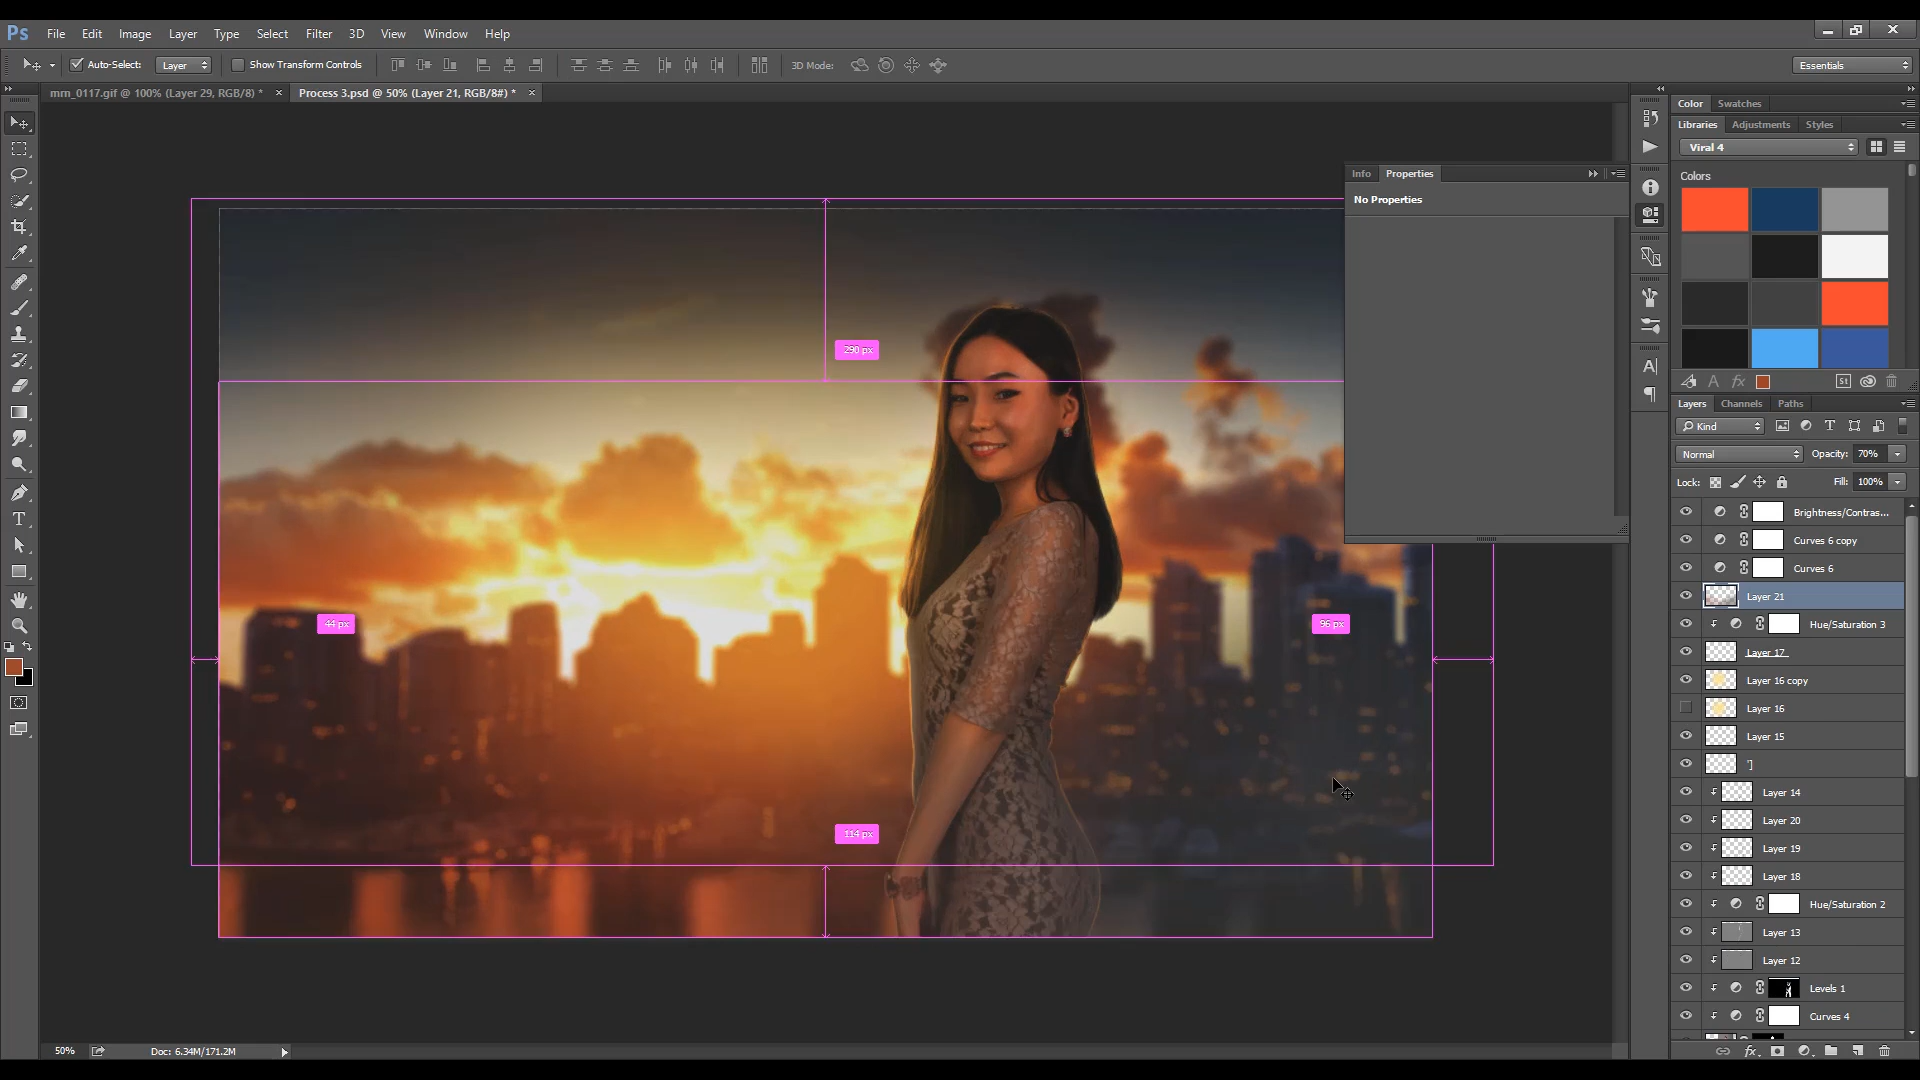 Ps File Edit Image Layer Type Select Filter 3D View Window Help
Auto-Select: Layer Show Transform Controls 3D Mode: Essentials
mm_0117.gif @ 100% (Layer 29, RGB/8) * × Process 3.psd @ 50% (Layer 21, RGB/8#) * ×
Color Swatches
Libraries Adjustments Styles
Viral 4
Colors
Info Properties
No Properties
290 px
44 px
96 px
114 px
A fx St
Layers Channels Paths
Kind
Normal Opacity: 70%
Lock: Fill: 100%
Brightness/Contras...
Curves 6 copy
Curves 6
Layer 21
Hue/Saturation 3
Layer 17
Layer 16 copy
Layer 16
Layer 15
']
Layer 14
Layer 20
Layer 19
Layer 18
Hue/Saturation 2
Layer 13
Layer 12
Levels 1
Curves 4
fx
50% Doc: 6.34M/171.2M